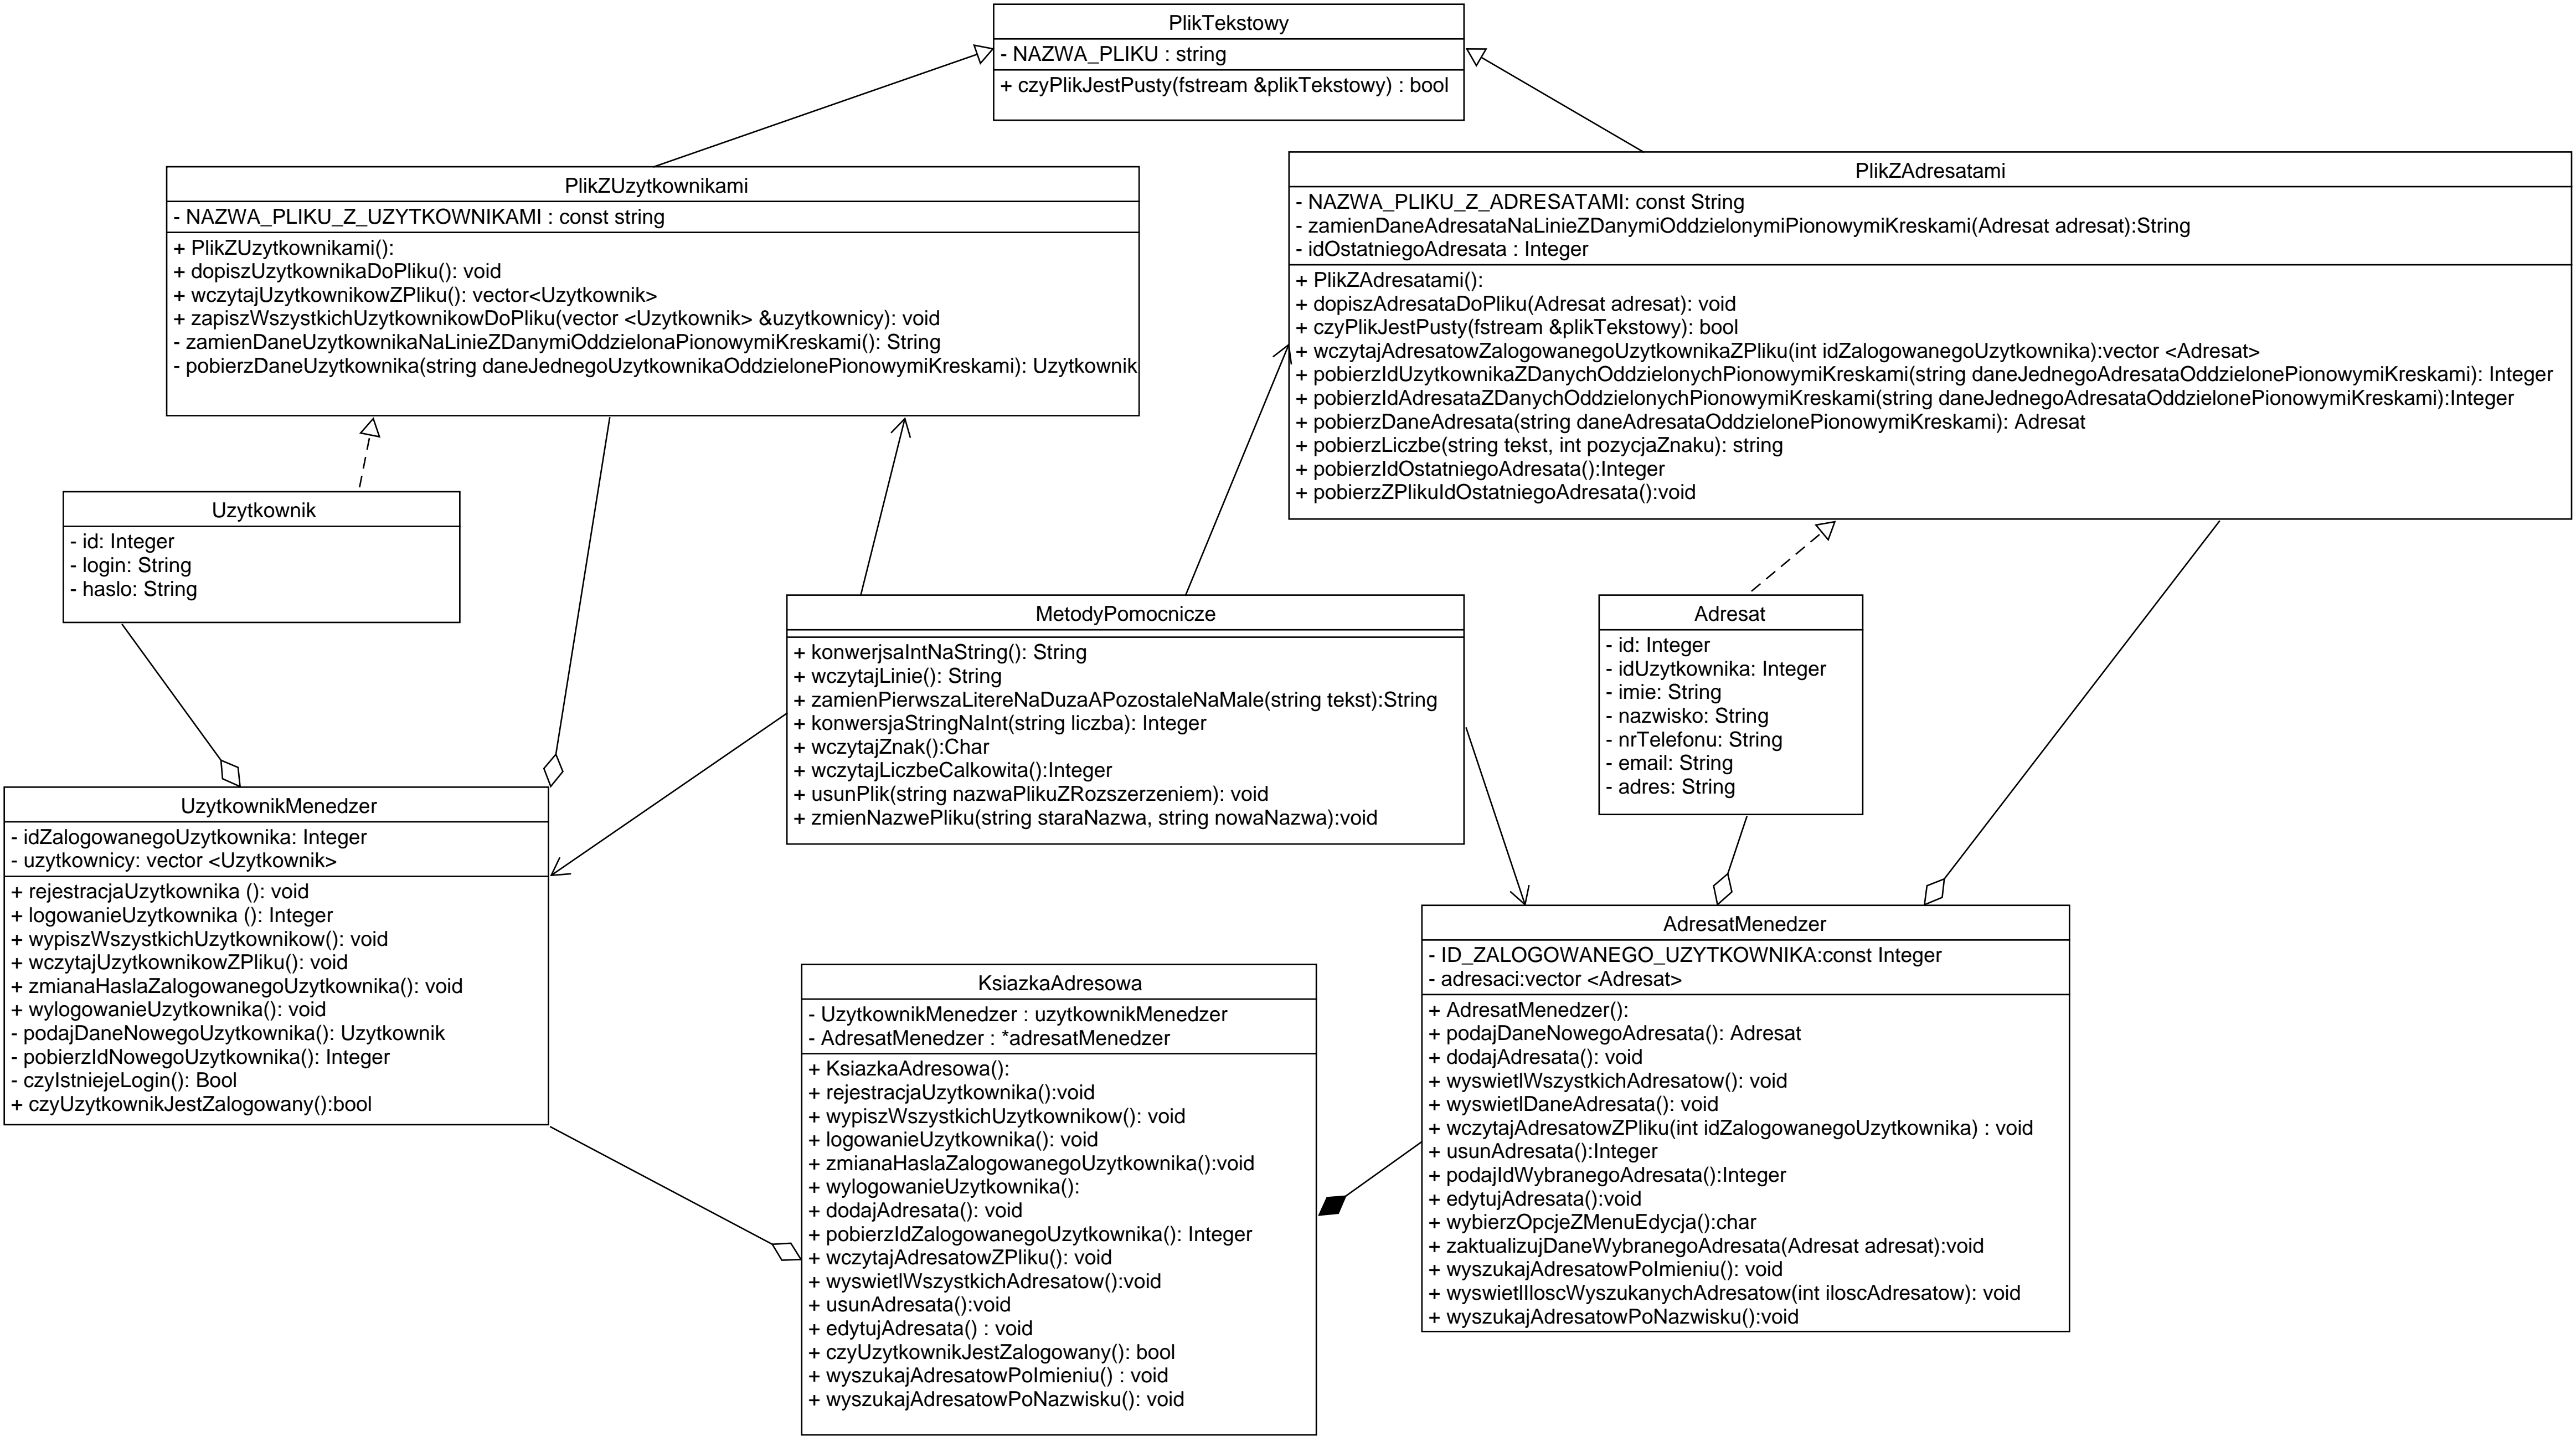 PlikTekstowy
- NAZWA_PLIKU : string
+ czyPlikJestPusty(fstream &plikTekstowy) : bool
PlikZUzytkownikami
- NAZWA_PLIKU_Z_UZYTKOWNIKAMI : const string
+ PlikZUzytkownikami():
+ dopiszUzytkownikaDoPliku(): void
+ wczytajUzytkownikowZPliku(): vector<Uzytkownik>
+ zapiszWszystkichUzytkownikowDoPliku(vector <Uzytkownik> &uzytkownicy): void
- zamienDaneUzytkownikaNaLinieZDanymiOddzielonaPionowymiKreskami(): String
- pobierzDaneUzytkownika(string daneJednegoUzytkownikaOddzielonePionowymiKreskami): Uzytkownik
PlikZAdresatami
- NAZWA_PLIKU_Z_ADRESATAMI: const String
- zamienDaneAdresataNaLinieZDanymiOddzielonymiPionowymiKreskami(Adresat adresat):String
- idOstatniegoAdresata : Integer
+ PlikZAdresatami():
+ dopiszAdresataDoPliku(Adresat adresat): void
+ czyPlikJestPusty(fstream &plikTekstowy): bool
+ wczytajAdresatowZalogowanegoUzytkownikaZPliku(int idZalogowanegoUzytkownika):vector <Adresat>
+ pobierzIdUzytkownikaZDanychOddzielonychPionowymiKreskami(string daneJednegoAdresataOddzielonePionowymiKreskami): Integer
+ pobierzIdAdresataZDanychOddzielonychPionowymiKreskami(string daneJednegoAdresataOddzielonePionowymiKreskami):Integer
+ pobierzDaneAdresata(string daneAdresataOddzielonePionowymiKreskami): Adresat
+ pobierzLiczbe(string tekst, int pozycjaZnaku): string
+ pobierzIdOstatniegoAdresata():Integer
+ pobierzZPlikuIdOstatniegoAdresata():void
Uzytkownik
- id: Integer
- login: String
- haslo: String
MetodyPomocnicze
+ konwerjsaIntNaString(): String
+ wczytajLinie(): String
+ zamienPierwszaLitereNaDuzaAPozostaleNaMale(string tekst):String
+ konwersjaStringNaInt(string liczba): Integer
+ wczytajZnak():Char
+ wczytajLiczbeCalkowita():Integer
+ usunPlik(string nazwaPlikuZRozszerzeniem): void
+ zmienNazwePliku(string staraNazwa, string nowaNazwa):void
Adresat
- id: Integer
- idUzytkownika: Integer
- imie: String
- nazwisko: String
- nrTelefonu: String
- email: String
- adres: String
UzytkownikMenedzer
- idZalogowanegoUzytkownika: Integer
- uzytkownicy: vector <Uzytkownik>
+ rejestracjaUzytkownika (): void
+ logowanieUzytkownika (): Integer
+ wypiszWszystkichUzytkownikow(): void
+ wczytajUzytkownikowZPliku(): void
+ zmianaHaslaZalogowanegoUzytkownika(): void
+ wylogowanieUzytkownika(): void
- podajDaneNowegoUzytkownika(): Uzytkownik
- pobierzIdNowegoUzytkownika(): Integer
- czyIstniejeLogin(): Bool
+ czyUzytkownikJestZalogowany():bool
KsiazkaAdresowa
- UzytkownikMenedzer : uzytkownikMenedzer
- AdresatMenedzer : *adresatMenedzer
+ KsiazkaAdresowa():
+ rejestracjaUzytkownika():void
+ wypiszWszystkichUzytkownikow(): void
+ logowanieUzytkownika(): void
+ zmianaHaslaZalogowanegoUzytkownika():void
+ wylogowanieUzytkownika():
+ dodajAdresata(): void
+ pobierzIdZalogowanegoUzytkownika(): Integer
+ wczytajAdresatowZPliku(): void
+ wyswietlWszystkichAdresatow():void
+ usunAdresata():void
+ edytujAdresata() : void
+ czyUzytkownikJestZalogowany(): bool
+ wyszukajAdresatowPoImieniu() : void
+ wyszukajAdresatowPoNazwisku(): void
AdresatMenedzer
- ID_ZALOGOWANEGO_UZYTKOWNIKA:const Integer
- adresaci:vector <Adresat>
+ AdresatMenedzer():
+ podajDaneNowegoAdresata(): Adresat
+ dodajAdresata(): void
+ wyswietlWszystkichAdresatow(): void
+ wyswietlDaneAdresata(): void
+ wczytajAdresatowZPliku(int idZalogowanegoUzytkownika) : void
+ usunAdresata():Integer
+ podajIdWybranegoAdresata():Integer
+ edytujAdresata():void
+ wybierzOpcjeZMenuEdycja():char
+ zaktualizujDaneWybranegoAdresata(Adresat adresat):void
+ wyszukajAdresatowPoImieniu(): void
+ wyswietlIloscWyszukanychAdresatow(int iloscAdresatow): void
+ wyszukajAdresatowPoNazwisku():void